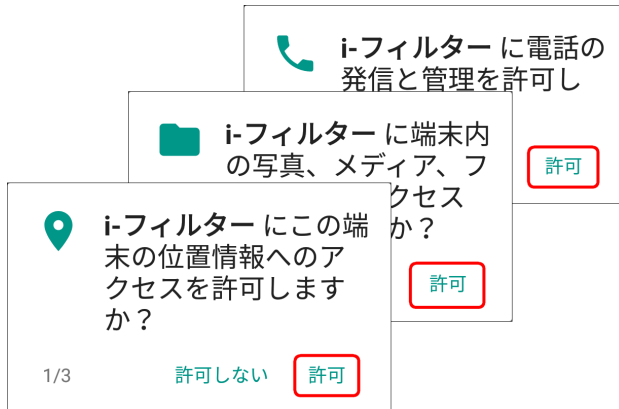 i-フィルター に電話の
発信と管理を許可し
許可
i-フィルター に端末内
の写真、メディア、フ
クセス
か？
許可
i-フィルター にこの端
末の位置情報へのア
クセスを許可します
か？
1/3
許可しない
許可